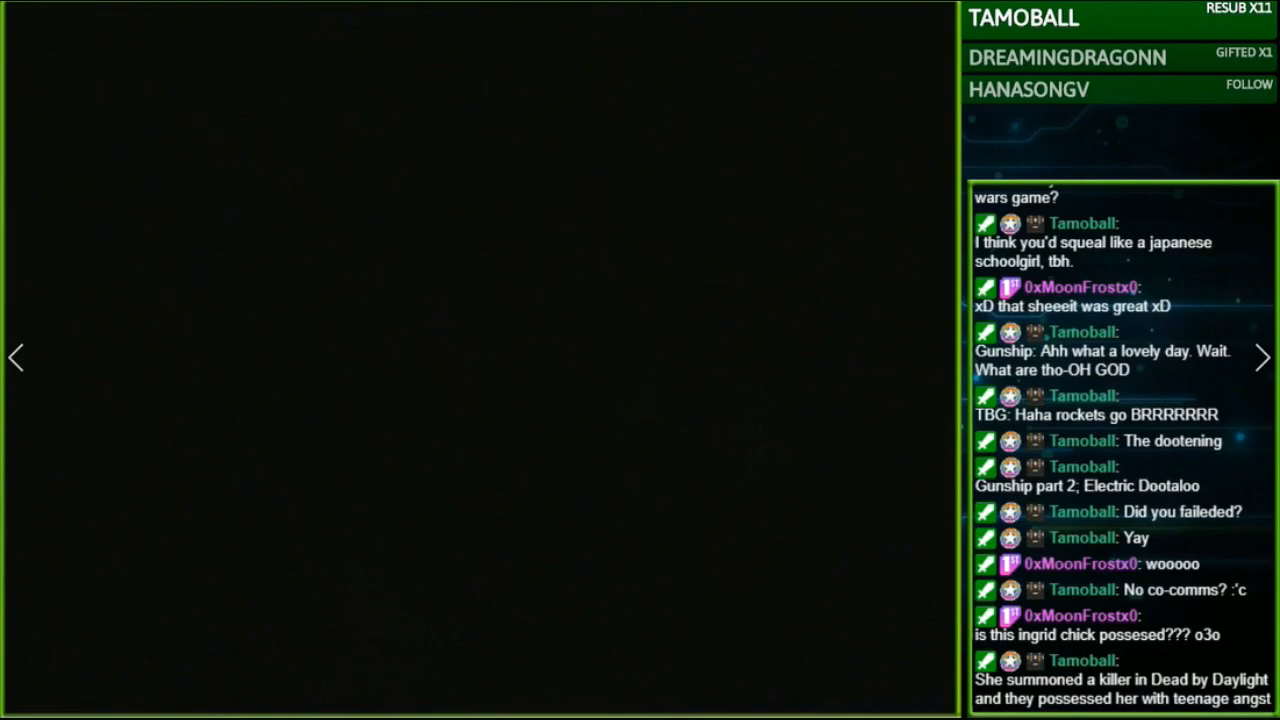 TAMOBALL RESUB X11
DREAMINGDRAGONN GIFTED X1
HANASONGV FOLLOW
wars game?
Tamoball:
I think you'd squeal like a japanese
schoolgirl, tbh.
1ST 0xMoonFrostx0:
xD that sheeeit was great xD
Tamoball:
Gunship: Ahh what a lovely day. Wait.
What are tho-OH GOD
Tamoball:
TBG: Haha rockets go BRRRRRRR
Tamoball: The dootening
Tamoball:
Gunship part 2; Electric Dootaloo
Tamoball: Did you faileded?
Tamoball: Yay
1ST 0xMoonFrostx0: wooooo
Tamoball: No co-comms? :'c
1ST 0xMoonFrostx0:
is this ingrid chick possesed??? o3o
Tamoball:
She summoned a killer in Dead by Daylight
and they possessed her with teenage angst